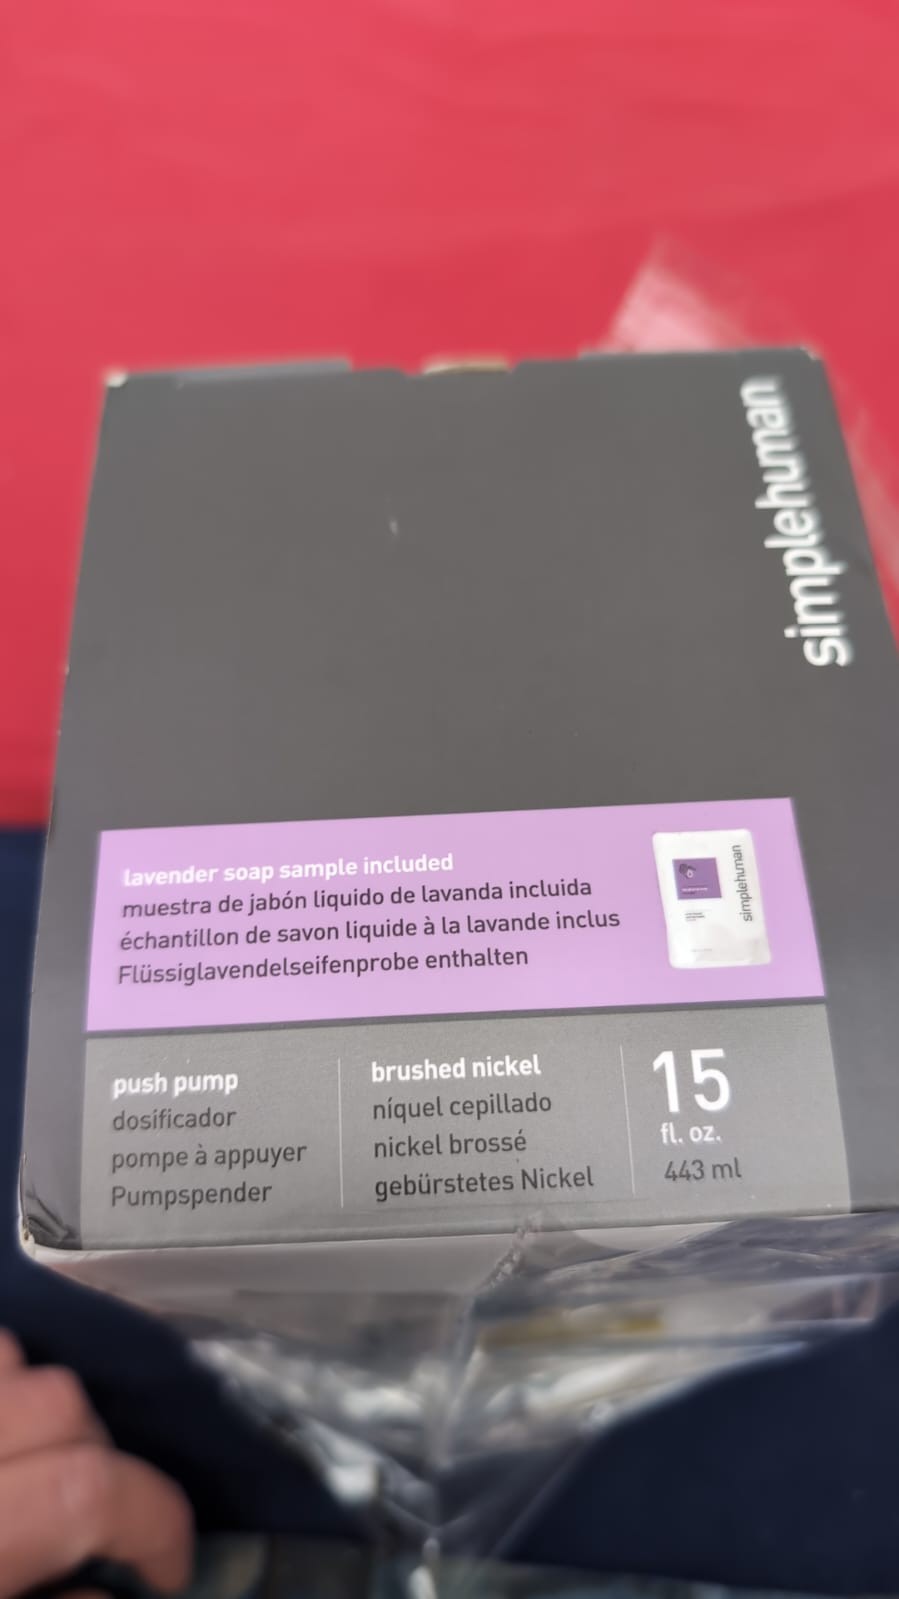 simplehuman
lavender soap sample included
muestra de jabón liquido de lavanda incluida
échantillon de savon liquide à la lavande inclus
Flüssiglavendelseifenprobe enthalten
simplehuman
push pump
dosificador
pompe à appuyer
Pumpspender
brushed nickel
níquel cepillado
nickel brossé
gebürstetes Nickel
15
fl. oz.
443 ml